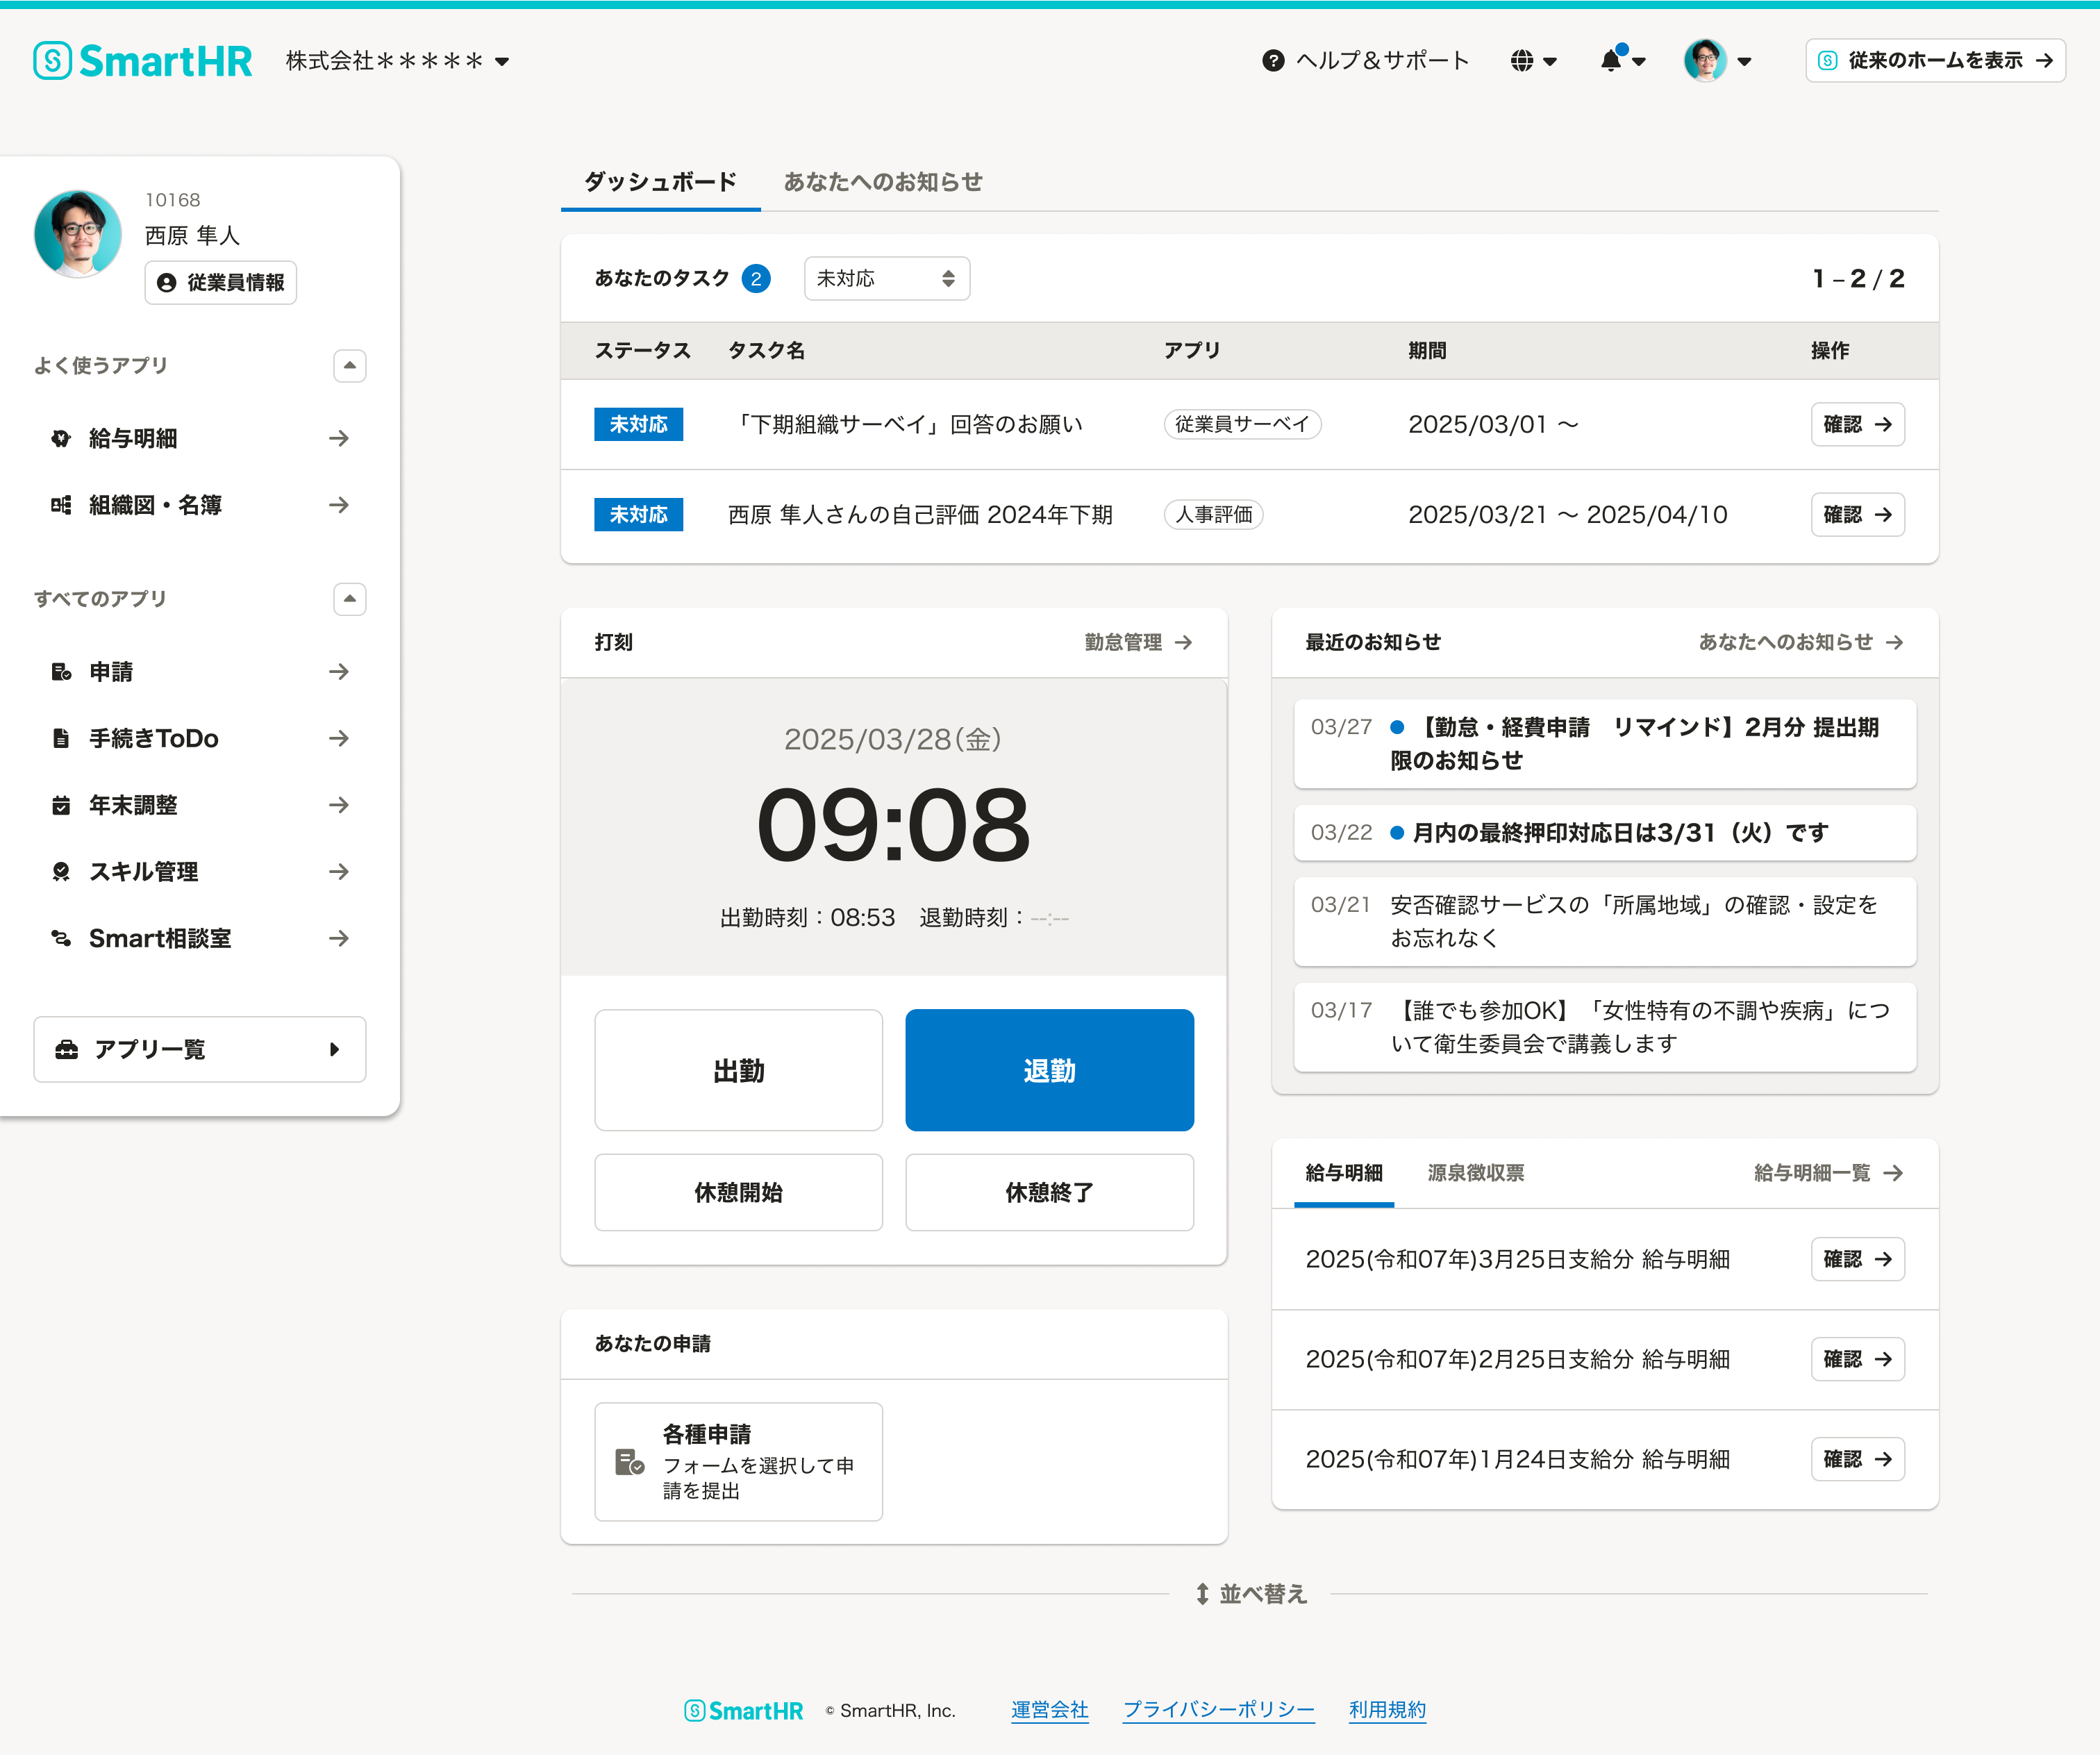 SmartHR 株式会社＊＊＊＊＊
ヘルプ＆サポート
従来のホームを表示
10168
西原 隼人
従業員情報
よく使うアプリ
給与明細
組織図・名簿
すべてのアプリ
申請
手続きToDo
年末調整
スキル管理
Smart相談室
アプリ一覧
ダッシュボード あなたへのお知らせ
あなたのタスク 2 未対応 1 – 2 / 2
ステータス タスク名 アプリ 期間 操作
未対応 「下期組織サーベイ」回答のお願い 従業員サーベイ 2025/03/01 〜 確認
未対応 西原 隼人さんの自己評価 2024年下期 人事評価 2025/03/21 〜 2025/04/10 確認
打刻 勤怠管理
2025/03/28(金)
09:08
出勤時刻：08:53 退勤時刻：--:--
出勤 退勤
休憩開始 休憩終了
あなたの申請
各種申請
フォームを選択して申
請を提出
最近のお知らせ あなたへのお知らせ
03/27 【勤怠・経費申請　リマインド】2月分 提出期
限のお知らせ
03/22 月内の最終押印対応日は3/31（火）です
03/21 安否確認サービスの「所属地域」の確認・設定を
お忘れなく
03/17 【誰でも参加OK】「女性特有の不調や疾病」につ
いて衛生委員会で講義します
給与明細 源泉徴収票 給与明細一覧
2025(令和07年)3月25日支給分 給与明細 確認
2025(令和07年)2月25日支給分 給与明細 確認
2025(令和07年)1月24日支給分 給与明細 確認
並べ替え
SmartHR © SmartHR, Inc. 運営会社 プライバシーポリシー 利用規約